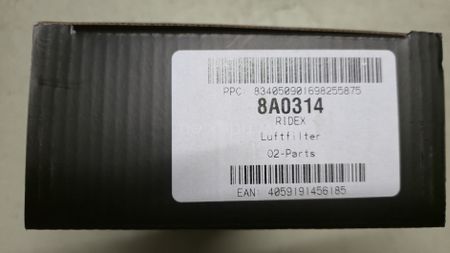 PPC: 834050901698255875
8A0314
RIDEX
Luftfilter
O2-Parts
EAN: 4059191456185